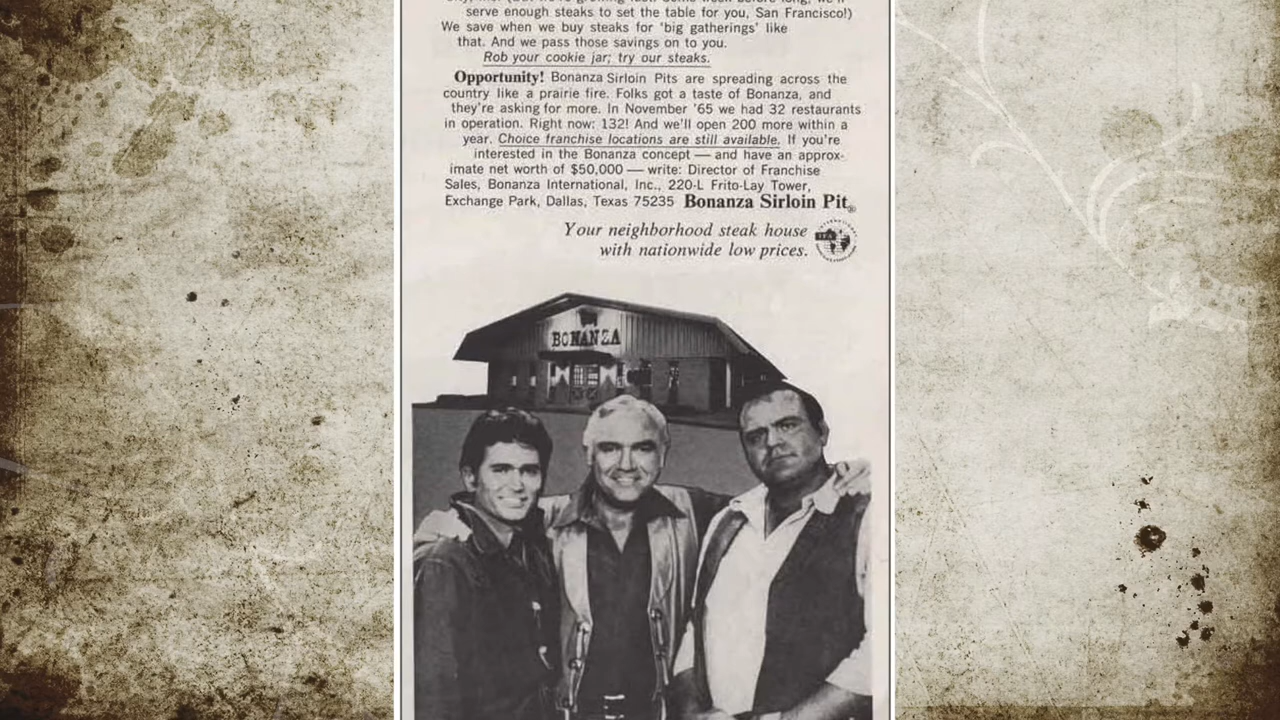 serve enough steaks to set the table for you, San Francisco!)
We save when we buy steaks for 'big gatherings' like
that. And we pass those savings on to you.
Rob your cookie jar; try our steaks.
Opportunity! Bonanza Sirloin Pits are spreading across the
country like a prairie fire. Folks got a taste of Bonanza, and
they're asking for more. In November '65 we had 32 restaurants
in operation. Right now: 132! And we'll open 200 more within a
year. Choice franchise locations are still available. If you're
interested in the Bonanza concept — and have an approx-
imate net worth of $50,000 — write: Director of Franchise
Sales, Bonanza International, Inc., 220-L Frito-Lay Tower,
Exchange Park, Dallas, Texas 75235 Bonanza Sirloin Pit®
Your neighborhood steak house
with nationwide low prices.
BONANZA